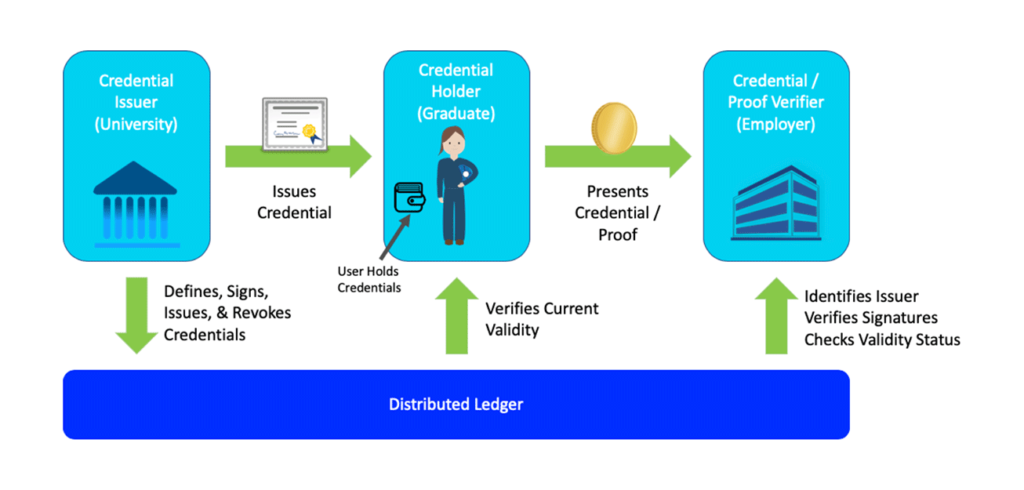 Credential
Issuer
(University)
Credential
Holder
(Graduate)
Credential /
Proof Verifier
(Employer)
Issues
Credential
Presents
Credential /
Proof
User Holds
Credentials
Defines, Signs,
Issues, & Revokes
Credentials
Verifies Current
Validity
Identifies Issuer
Verifies Signatures
Checks Validity Status
Distributed Ledger